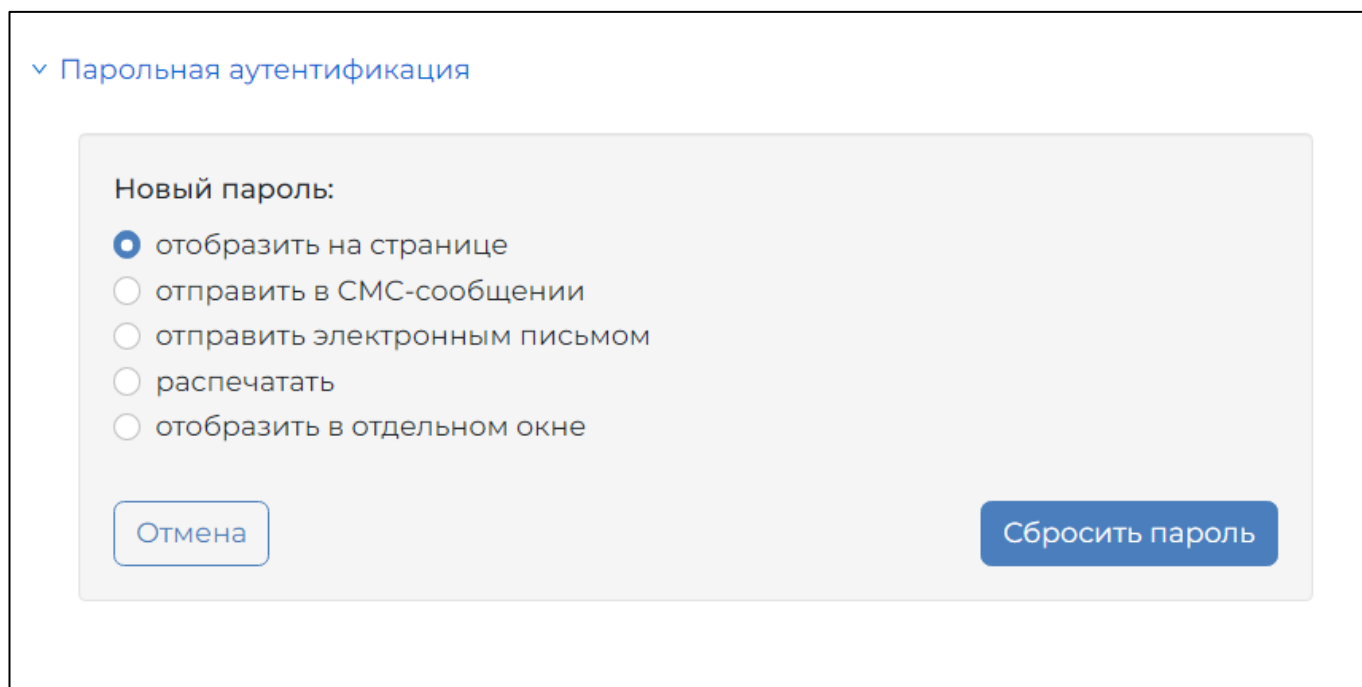 Парольная аутентификация
Новый пароль:
отобразить на странице
отправить в СМС-сообщении
отправить электронным письмом
распечатать
отобразить в отдельном окне
Отмена
Сбросить пароль